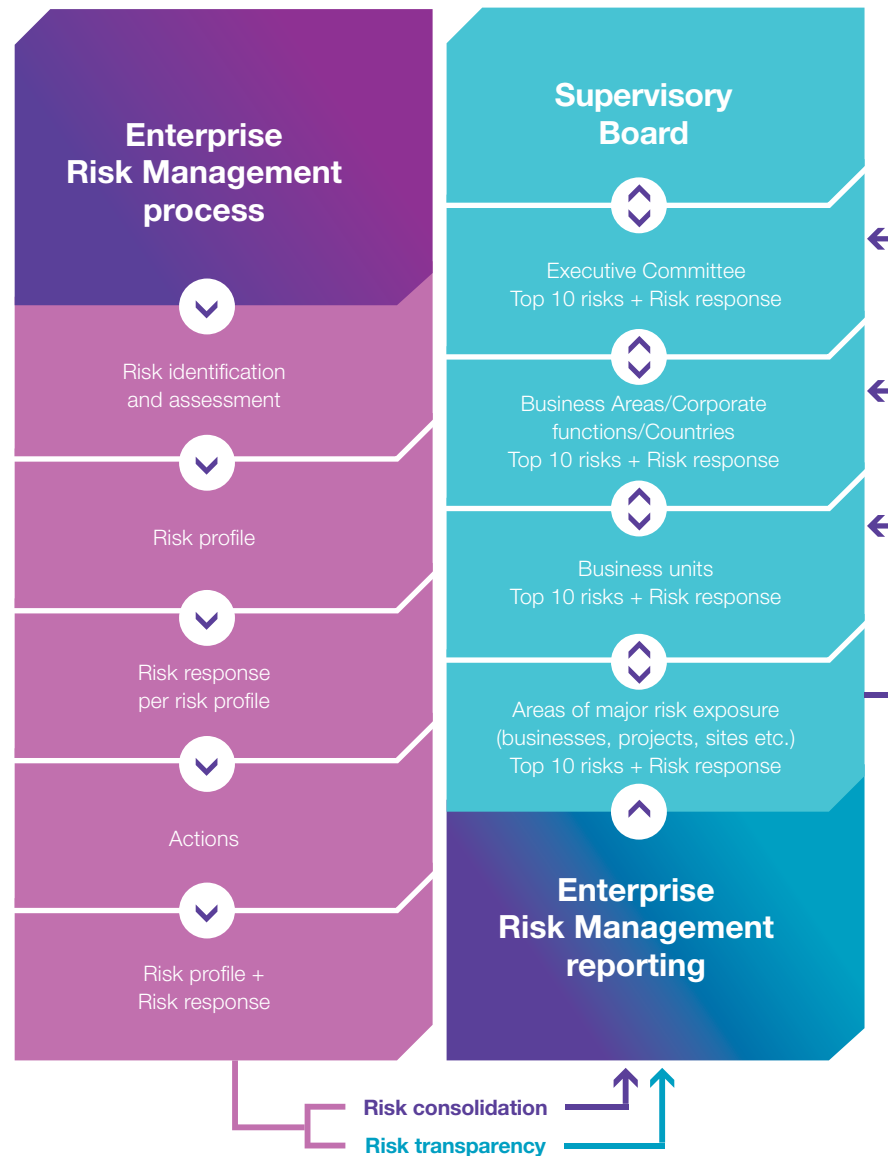 Enterprise
Risk Management
process
Risk identification
and assessment
Risk profile
Risk response
per risk profile
Actions
Risk profile +
Risk response
Supervisory
Board
Executive Committee
Top 10 risks + Risk response
Business Areas/Corporate
functions/Countries
Top 10 risks + Risk response
Business units
Top 10 risks + Risk response
Areas of major risk exposure
(businesses, projects, sites etc.)
Top 10 risks + Risk response
Enterprise
Risk Management
reporting
Risk consolidation
Risk transparency